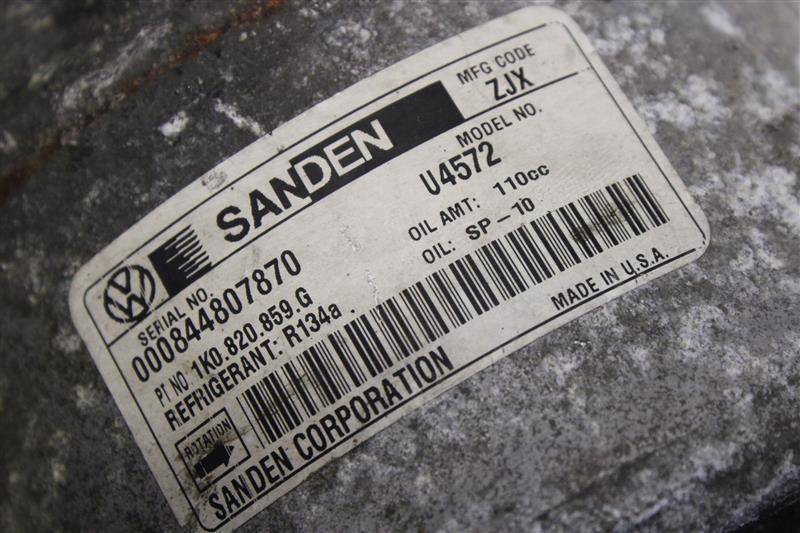 SANDEN
MFG CODE
ZJX
SERIAL NO.
000844807870
MODEL NO.
U4572
PT NO. 1K0.820.859.G
OIL AMT: 110cc
REFRIGERANT: R134a
OIL: SP-10
ROTATION
SANDEN CORPORATION
MADE IN U.S.A.